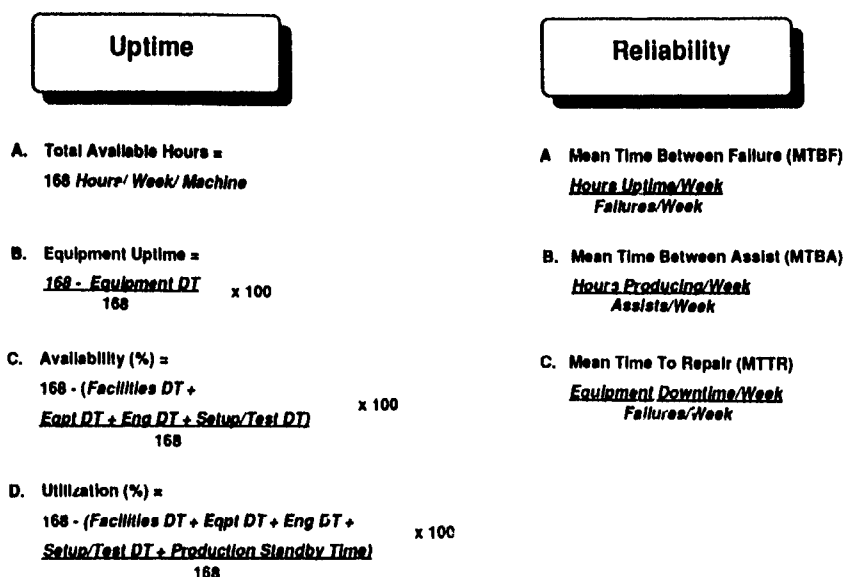 Uptime
A. Total Available Hours =
168 Hours/ Week/ Machine
B. Equipment Uptime =
168 - Equipment DT
168
x 100
C. Availability (%) =
168 - (Facilities DT +
Eqpt DT + Eng DT + Setup/Test DT)
168
x 100
D. Utilization (%) =
168 - (Facilities DT + Eqpt DT + Eng DT +
Setup/Test DT + Production Standby Time)
168
x 100
Reliability
A Mean Time Between Failure (MTBF)
Hours Uptime/Week
Failures/Week
B. Mean Time Between Assist (MTBA)
Hours Producing/Week
Assists/Week
C. Mean Time To Repair (MTTR)
Equipment Downtime/Week
Failures/Week